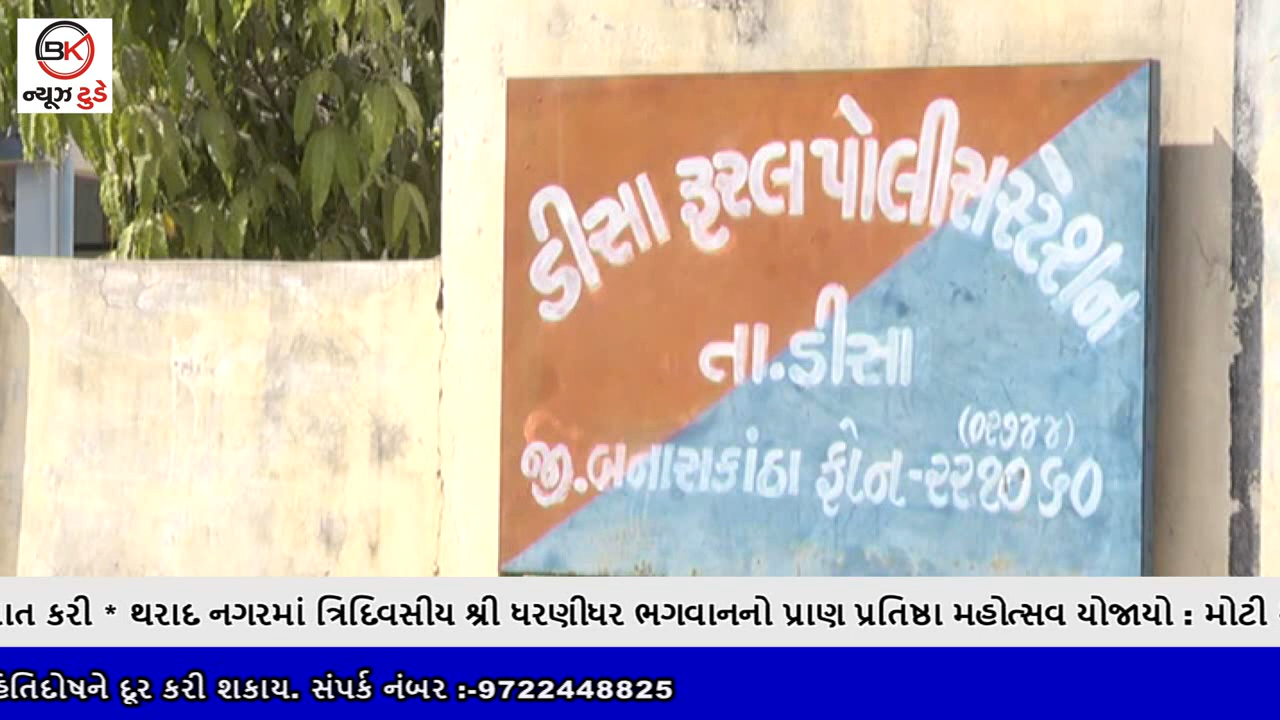 BK
ન્યૂઝ ટુડે
ડીસા રૂરલ પોલીસ સ્ટેશન
તા.ડીસા
(૦૨૭૪૪)
જી.બનાસકાંઠા ફોન-૨૨૧૦૬૦
ાત કરી * થરાદ નગરમાં ત્રિદિવસીય શ્રી ધરણીધર ભગવાનનો પ્રાણ પ્રતિષ્ઠા મહોત્સવ યોજાયો : મોટી
તિદોષને દૂર કરી શકાય. સંપર્ક નંબર :-9722448825